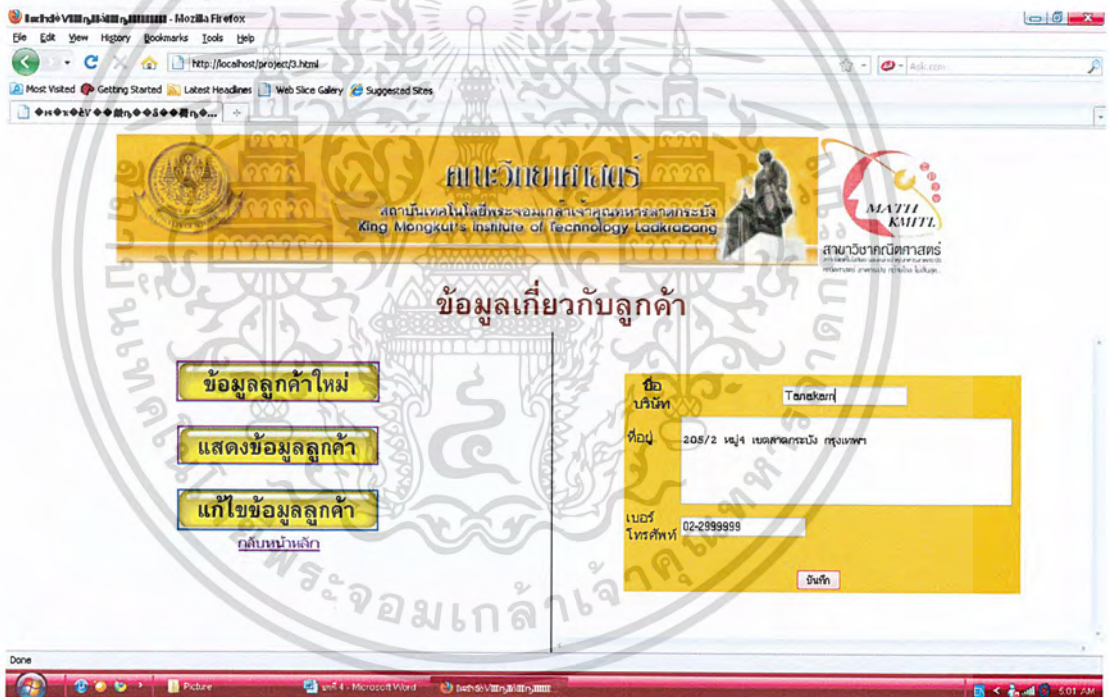 - Mozilla Firefox
File Edit View History Bookmarks Tools Help
http://localhost/project/3.html
Ask.com
Most Visited Getting Started Latest Headlines Web Slice Gallery Suggested Sites
คณะวิทยาศาสตร์
สถาบันเทคโนโลยีพระจอมเกล้าเจ้าคุณทหารลาดกระบัง
King Mongkut's Institute of Technology Ladkrabang
MATH
KMITL
สาขาวิชาคณิตศาสตร์
ข้อมูลเกี่ยวกับลูกค้า
ข้อมูลลูกค้าใหม่
แสดงข้อมูลลูกค้า
แก้ไขข้อมูลลูกค้า
กลับหน้าหลัก
ชื่อ
บริษัท
Tanakarn
ที่อยู่
205/2 หมู่4 เขตลาดกระบัง กรุงเทพฯ
เบอร์
โทรศัพท์
02-2999999
บันทึก
Done
Picture
บทที่ 4 - Microsoft Word
5:01 AM